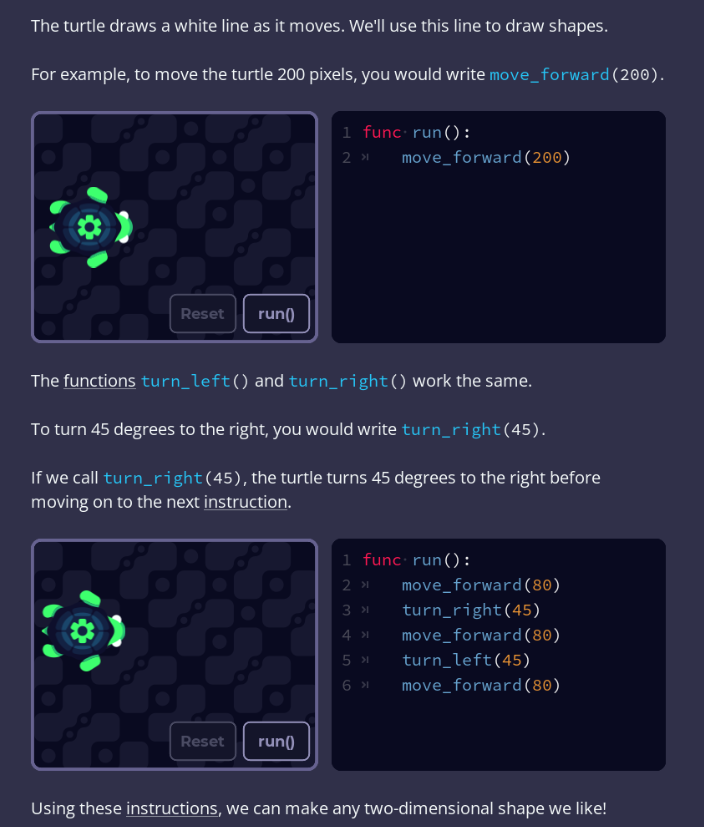 The turtle draws a white line as it moves. We'll use this line to draw shapes.
For example, to move the turtle 200 pixels, you would write move_forward(200).
1 func run():
2 move_forward(200)
Reset run()
The functions turn_left() and turn_right() work the same.
To turn 45 degrees to the right, you would write turn_right(45).
If we call turn_right(45), the turtle turns 45 degrees to the right before
moving on to the next instruction.
1 func run():
2 move_forward(80)
3 turn_right(45)
4 move_forward(80)
5 turn_left(45)
6 move_forward(80)
Reset run()
Using these instructions, we can make any two-dimensional shape we like!